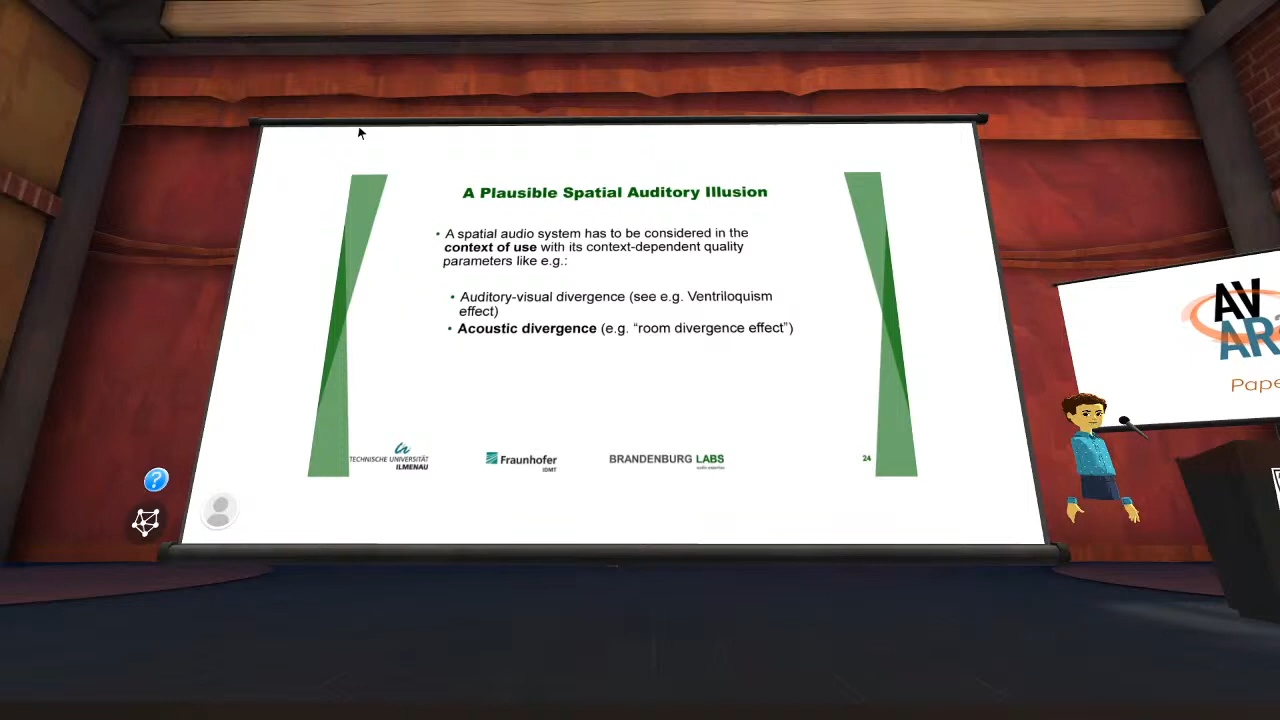 A Plausible Spatial Auditory Illusion
• A spatial audio system has to be considered in the
context of use with its context-dependent quality
parameters like e.g.:
• Auditory-visual divergence (see e.g. Ventriloquism
effect)
• Acoustic divergence (e.g. “room divergence effect”)
TECHNISCHE UNIVERSITÄT
ILMENAU
Fraunhofer
IDMT
BRANDENBURG LABS
audio expertise
24
AV
AR
Pape
?